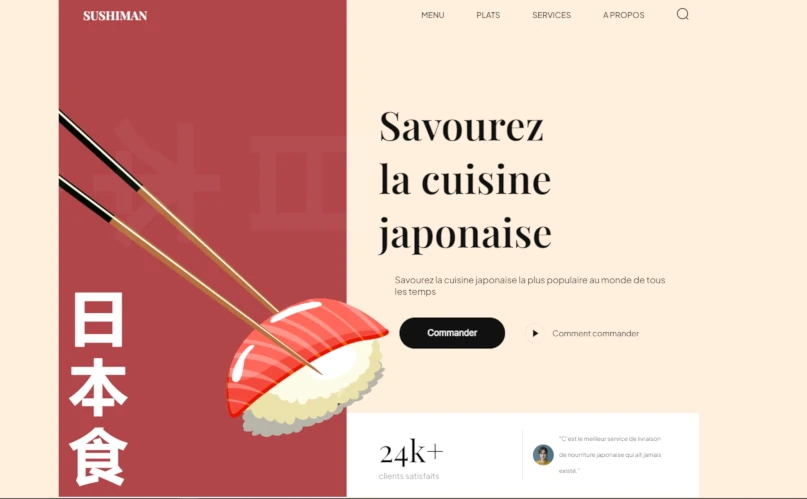 SUSHIMAN
MENU
PLATS
SERVICES
A PROPOS
本日
日
本
食
Savourez
la cuisine
japonaise
Savourez la cuisine japonaise la plus populaire au monde de tous
les temps
Commander
Comment commander
24k+
clients satisfaits
"C'est le meilleur service de livraison
de nourriture japonaise qui ait jamais
existé."